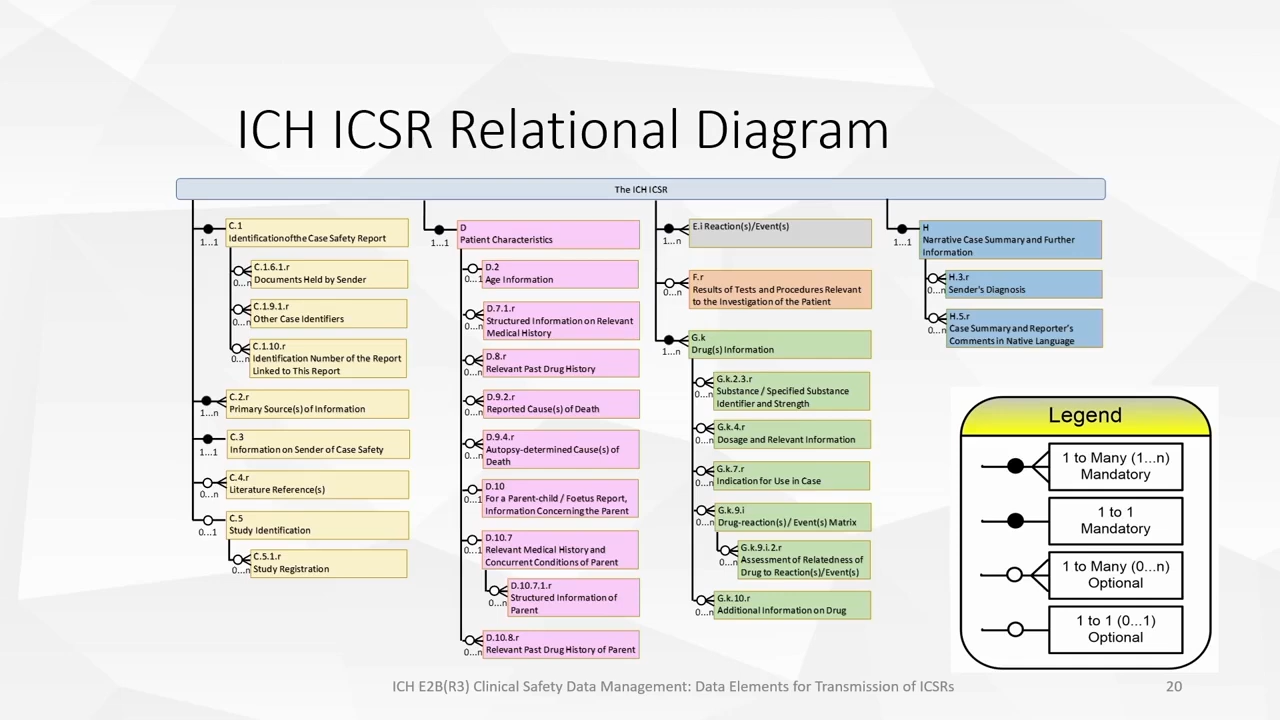 ICH ICSR Relational Diagram
The ICH ICSR
C.1
IdentificationoftheCase Safety Report
1...1
C.1.6.1.r
Documents Held by Sender
0...n
C.1.9.1.r
Other Case Identifiers
0...n
C.1.10.r
Identification Number of the Report
Linked to This Report
0...n
C.2.r
Primary Source(s) of Information
1...n
C.3
Information on Sender of Case Safety
1...1
C.4.r
Literature Reference(s)
0...n
C.5
Study Identification
0...1
C.5.1.r
Study Registration
0...n
D
Patient Characteristics
1...1
D.2
Age Information
0...1
D.7.1.r
Structured Information on Relevant
Medical History
0...n
D.8.r
Relevant Past Drug History
0...n
D.9.2.r
Reported Cause(s) of Death
0...n
D.9.4.r
Autopsy-determined Cause(s) of
Death
0...n
D.10
For a Parent-child / Foetus Report,
Information Concerning the Parent
0...1
D.10.7
Relevant Medical History and
Concurrent Conditions of Parent
0...1
D.10.7.1.r
Structured Information of
Parent
0...n
D.10.8.r
Relevant Past Drug History of Parent
0...n
E.i Reaction(s)/Event(s)
1...n
F.r
Results of Tests and Procedures Relevant
to the Investigation of the Patient
0...n
G.k
Drug(s) Information
1...n
G.k.2.3.r
Substance / Specified Substance
Identifier and Strength
0...n
G.k.4.r
Dosage and Relevant Information
0...n
G.k.7.r
Indication for Use in Case
0...n
G.k.9.i
Drug-reaction(s) / Event(s) Matrix
0...n
G.k.9.i.2.r
Assessment of Relatedness of
Drug to Reaction(s)/Event(s)
0...n
G.k.10.r
Additional Information on Drug
0...n
H
Narrative Case Summary and Further
Information
1...1
H.3.r
Sender's Diagnosis
0...n
H.5.r
Case Summary and Reporter's
Comments in Native Language
0...n
Legend
1 to Many (1...n)
Mandatory
1 to 1
Mandatory
1 to Many (0...n)
Optional
1 to 1 (0...1)
Optional
ICH E2B(R3) Clinical Safety Data Management: Data Elements for Transmission of ICSRs
20